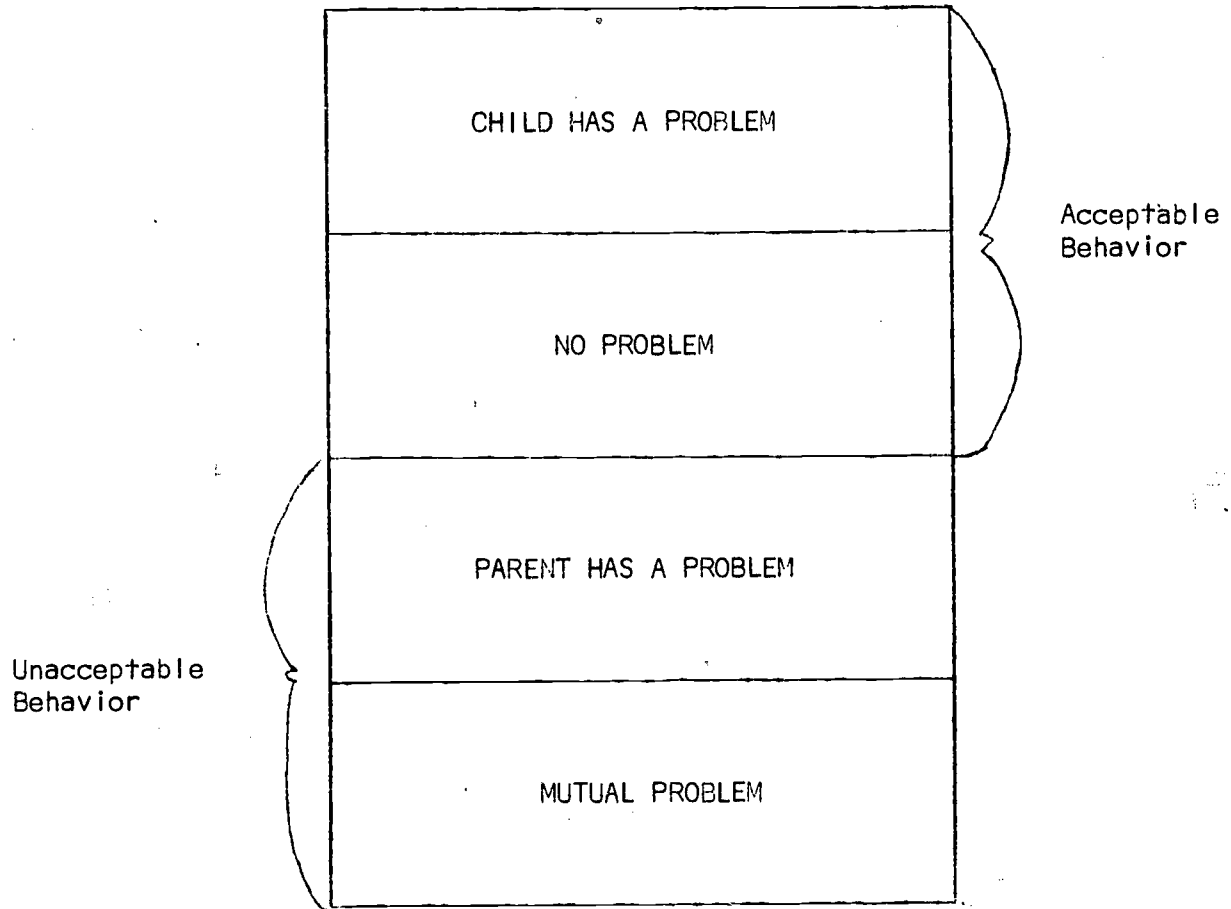 CHILD HAS A PROBLEM
Acceptable
Behavior
NO PROBLEM
PARENT HAS A PROBLEM
Unacceptable
Behavior
MUTUAL PROBLEM